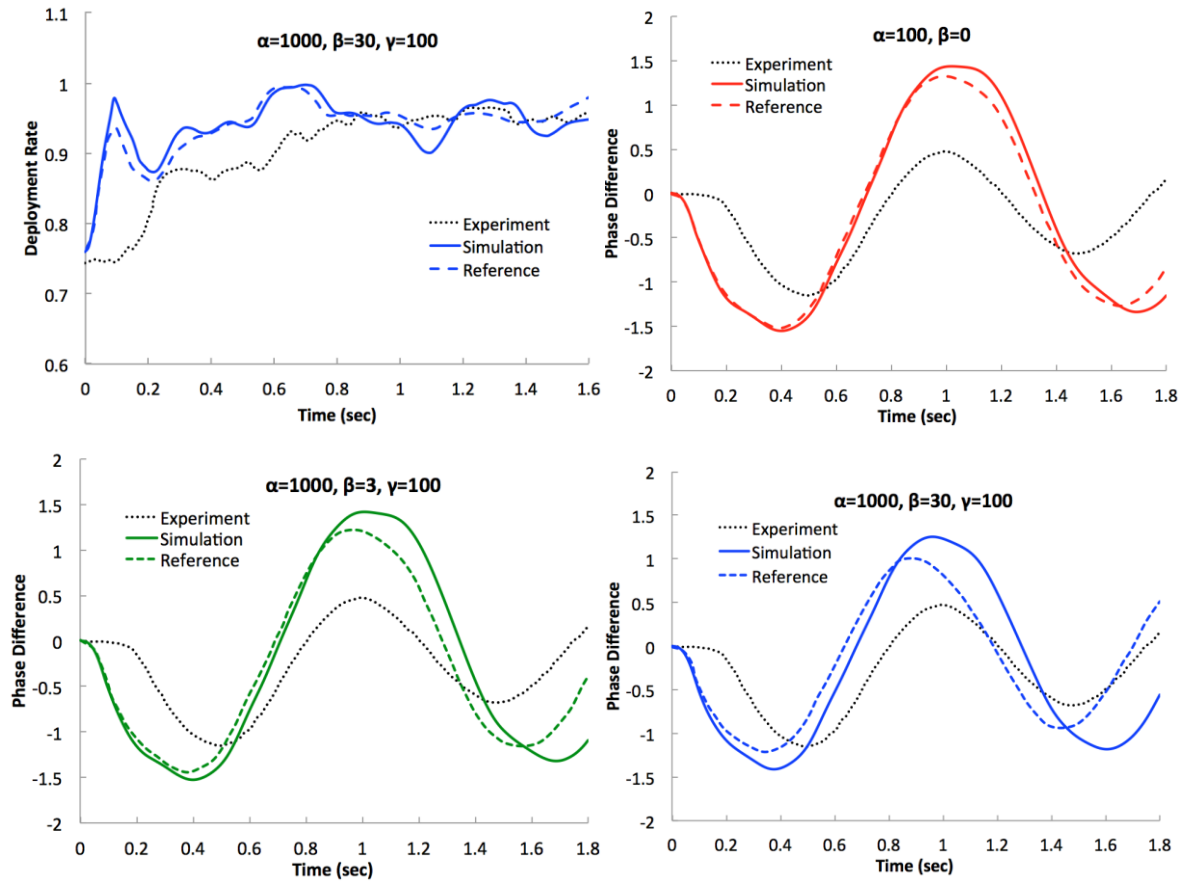 α=1000, β=30, γ=100
Deployment Rate
1.1
1
0.9
0.8
0.7
0.6
Experiment
Simulation
Reference
0 0.2 0.4 0.6 0.8 1 1.2 1.4 1.6
Time (sec)
α=100, β=0
Phase Difference
2
1.5
1
0.5
0
-0.5
-1
-1.5
-2
Experiment
Simulation
Reference
0 0.2 0.4 0.6 0.8 1 1.2 1.4 1.6 1.8
Time (sec)
α=1000, β=3, γ=100
Phase Difference
2
1.5
1
0.5
0
-0.5
-1
-1.5
-2
Experiment
Simulation
Reference
0 0.2 0.4 0.6 0.8 1 1.2 1.4 1.6 1.8
Time (sec)
α=1000, β=30, γ=100
Phase Difference
2
1.5
1
0.5
0
-0.5
-1
-1.5
-2
Experiment
Simulation
Reference
0 0.2 0.4 0.6 0.8 1 1.2 1.4 1.6 1.8
Time (sec)